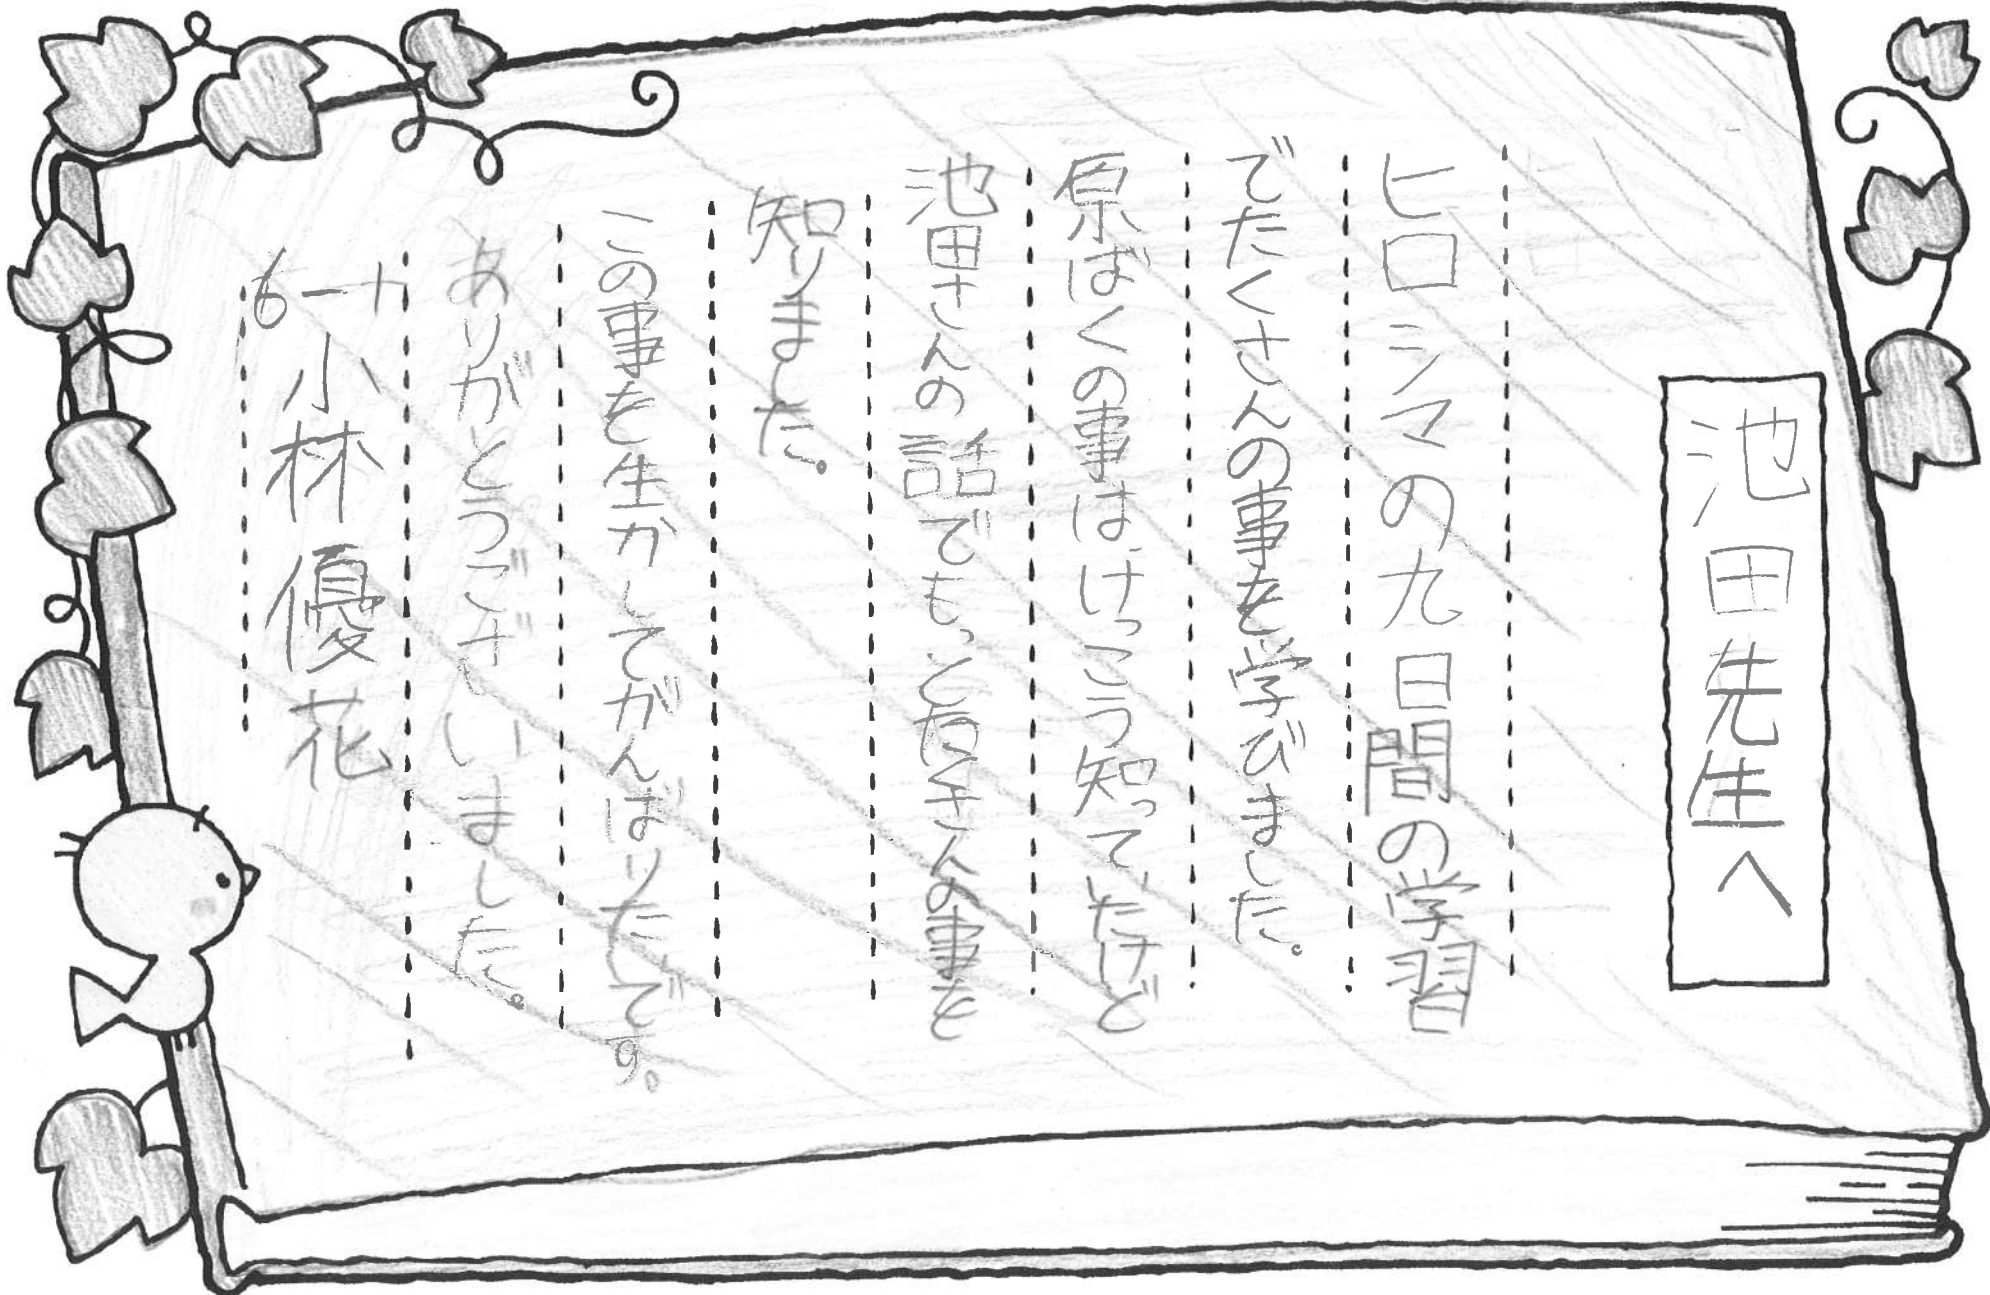 池田先生へ
ヒロシマの九日間の学習
でたくさんの事を学びました。
原ばくの事はけっこう知っていたけど
池田さんの話でもっとたくさんの事を
知りました。
この事を生かしてがんばりたいです。
ありがとうございました。
小林優花